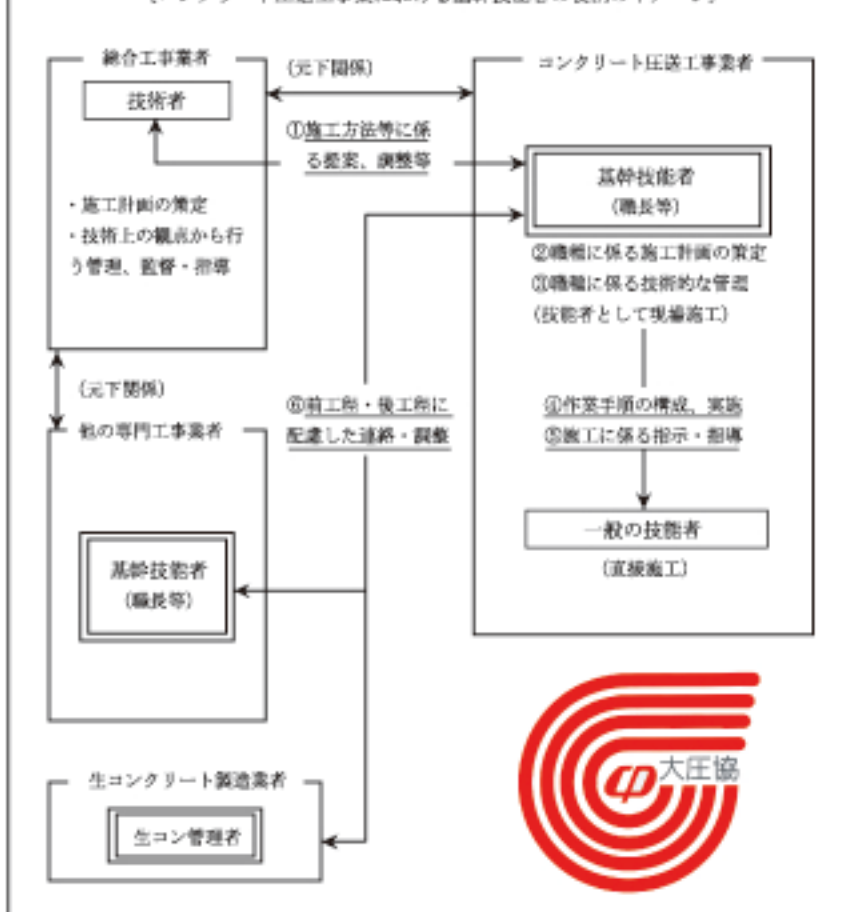 総合工事業者
技術者
・施工計画の策定
・技術上の観点から行
う管理、監督・指導
(元下関係)
①施工方法等に係
る提案、調整等
コンクリート圧送工事業者
基幹技能者
(職長等)
②職種に係る施工計画の策定
③職種に係る技術的な管理
(技能者として現場施工)
④作業手順の構成、実施
⑤施工に係る指示・指導
一般の技能者
(直接施工)
(元下関係)
⑥前工程・後工程に
配慮した連絡・調整
他の専門工事業者
基幹技能者
(職長等)
生コンクリート製造業者
生コン管理者
cp大圧協